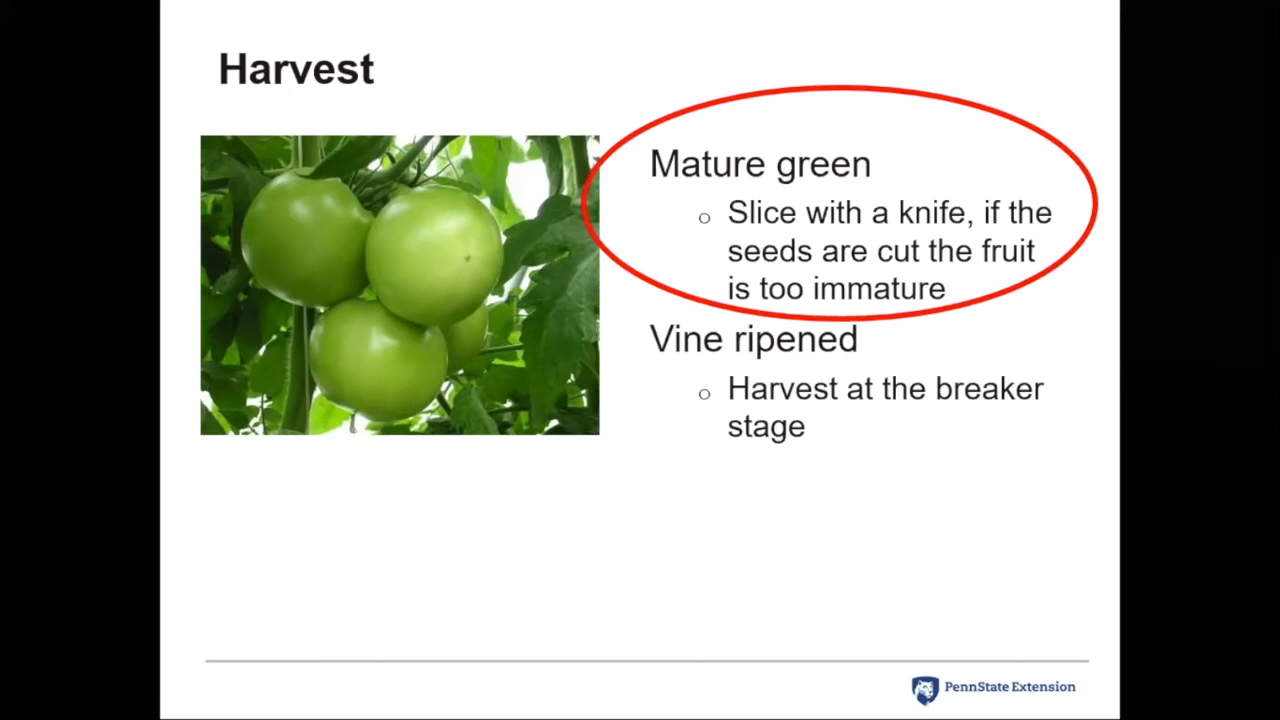 Harvest
Mature green
o Slice with a knife, if the
seeds are cut the fruit
is too immature
Vine ripened
o Harvest at the breaker
stage
PennState Extension